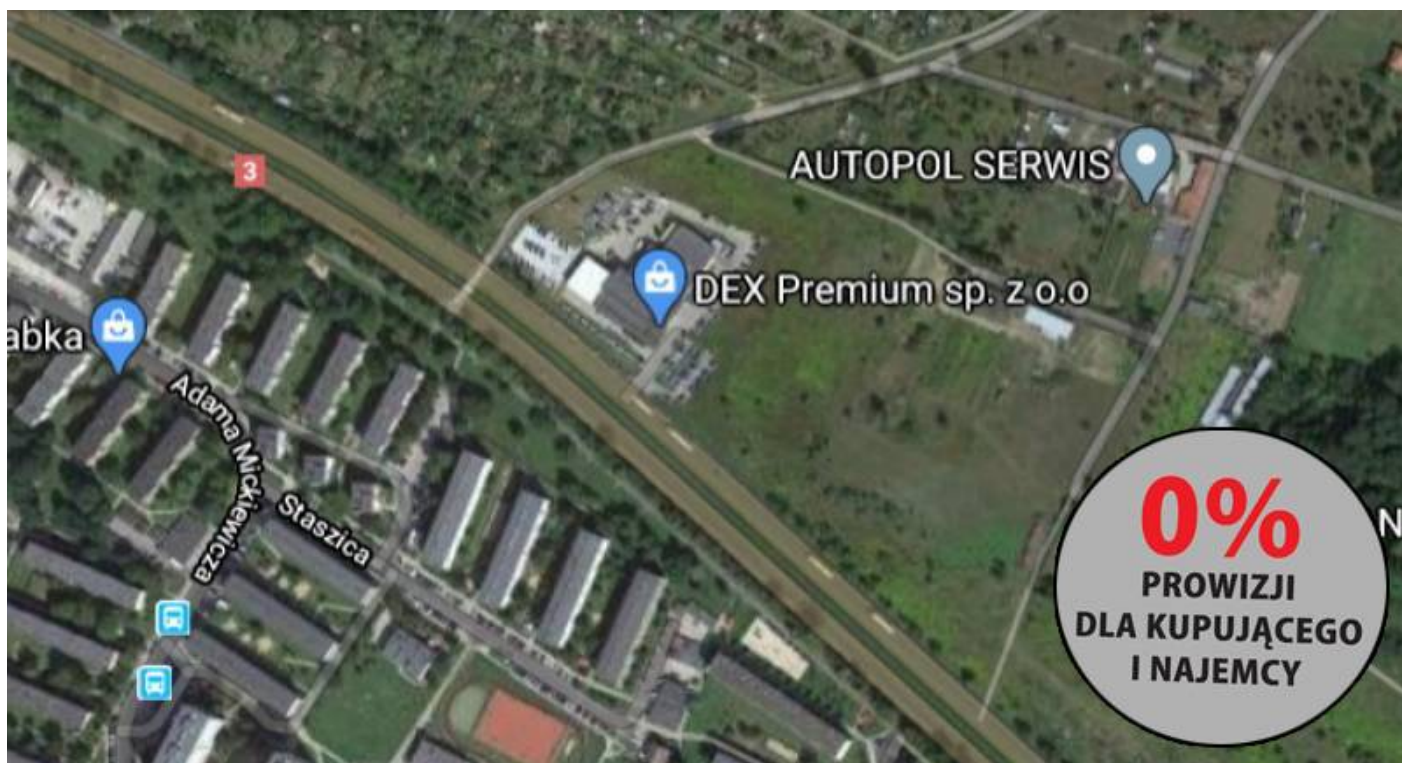 3
AUTOPOL SERWIS
DEX Premium sp. z o.o
abka
Adama Mickiewicza
Staszica
N
0%
PROWIZJI
DLA KUPUJĄCEGO
I NAJEMCY